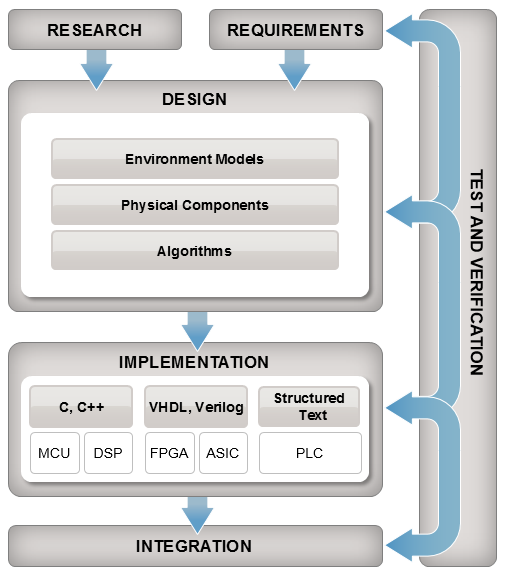 RESEARCH
REQUIREMENTS
DESIGN
Environment Models
Physical Components
Algorithms
IMPLEMENTATION
C, C++
VHDL, Verilog
Structured
Text
MCU
DSP
FPGA
ASIC
PLC
INTEGRATION
TEST AND VERIFICATION